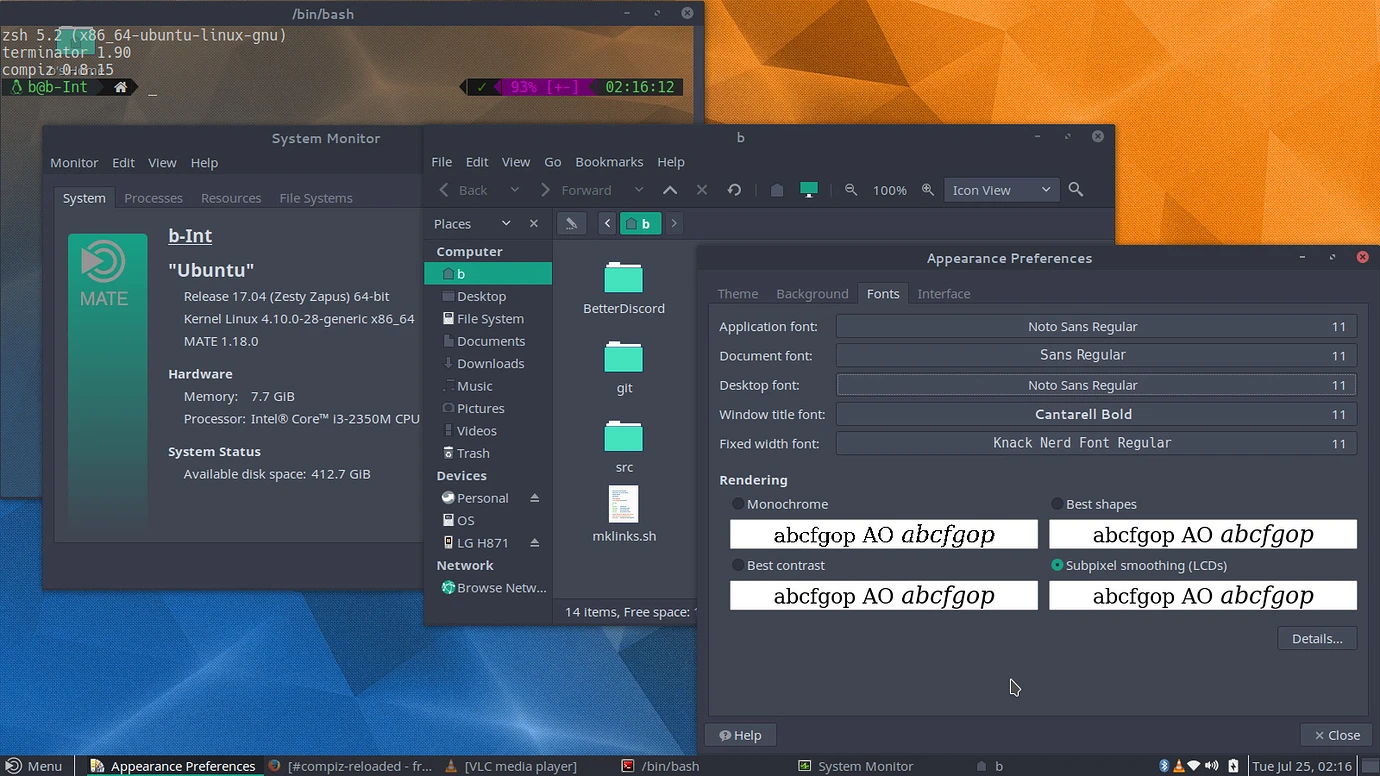 /bin/bash
zsh 5.2 (x86_64-ubuntu-linux-gnu)
terminator 1.90
compiz 0.8.15
b@b-Int
_
✓ 93% [+-] 02:16:12
System Monitor
Monitor Edit View Help
System Processes Resources File Systems
MATE
b-Int
"Ubuntu"
Release 17.04 (Zesty Zapus) 64-bit
Kernel Linux 4.10.0-28-generic x86_64
MATE 1.18.0
Hardware
Memory: 7.7 GiB
Processor: Intel® Core™ i3-2350M CPU
System Status
Available disk space: 412.7 GiB
b
File Edit View Go Bookmarks Help
Back Forward 100% Icon View
Places
b
Computer
b
Desktop
File System
Documents
Downloads
Music
Pictures
Videos
Trash
Devices
Personal
OS
LG H871
Network
Browse Netw...
BetterDiscord
git
src
mklinks.sh
14 items, Free space:
Appearance Preferences
Theme Background Fonts Interface
Application font: Noto Sans Regular 11
Document font: Sans Regular 11
Desktop font: Noto Sans Regular 11
Window title font: Cantarell Bold 11
Fixed width font: Knack Nerd Font Regular 11
Rendering
Monochrome Best shapes
abcfgop AO abcfgop abcfgop AO abcfgop
Best contrast Subpixel smoothing (LCDs)
abcfgop AO abcfgop abcfgop AO abcfgop
Details...
Help Close
Menu Appearance Preferences [#compiz-reloaded - fr... [VLC media player] /bin/bash System Monitor b Tue Jul 25, 02:16